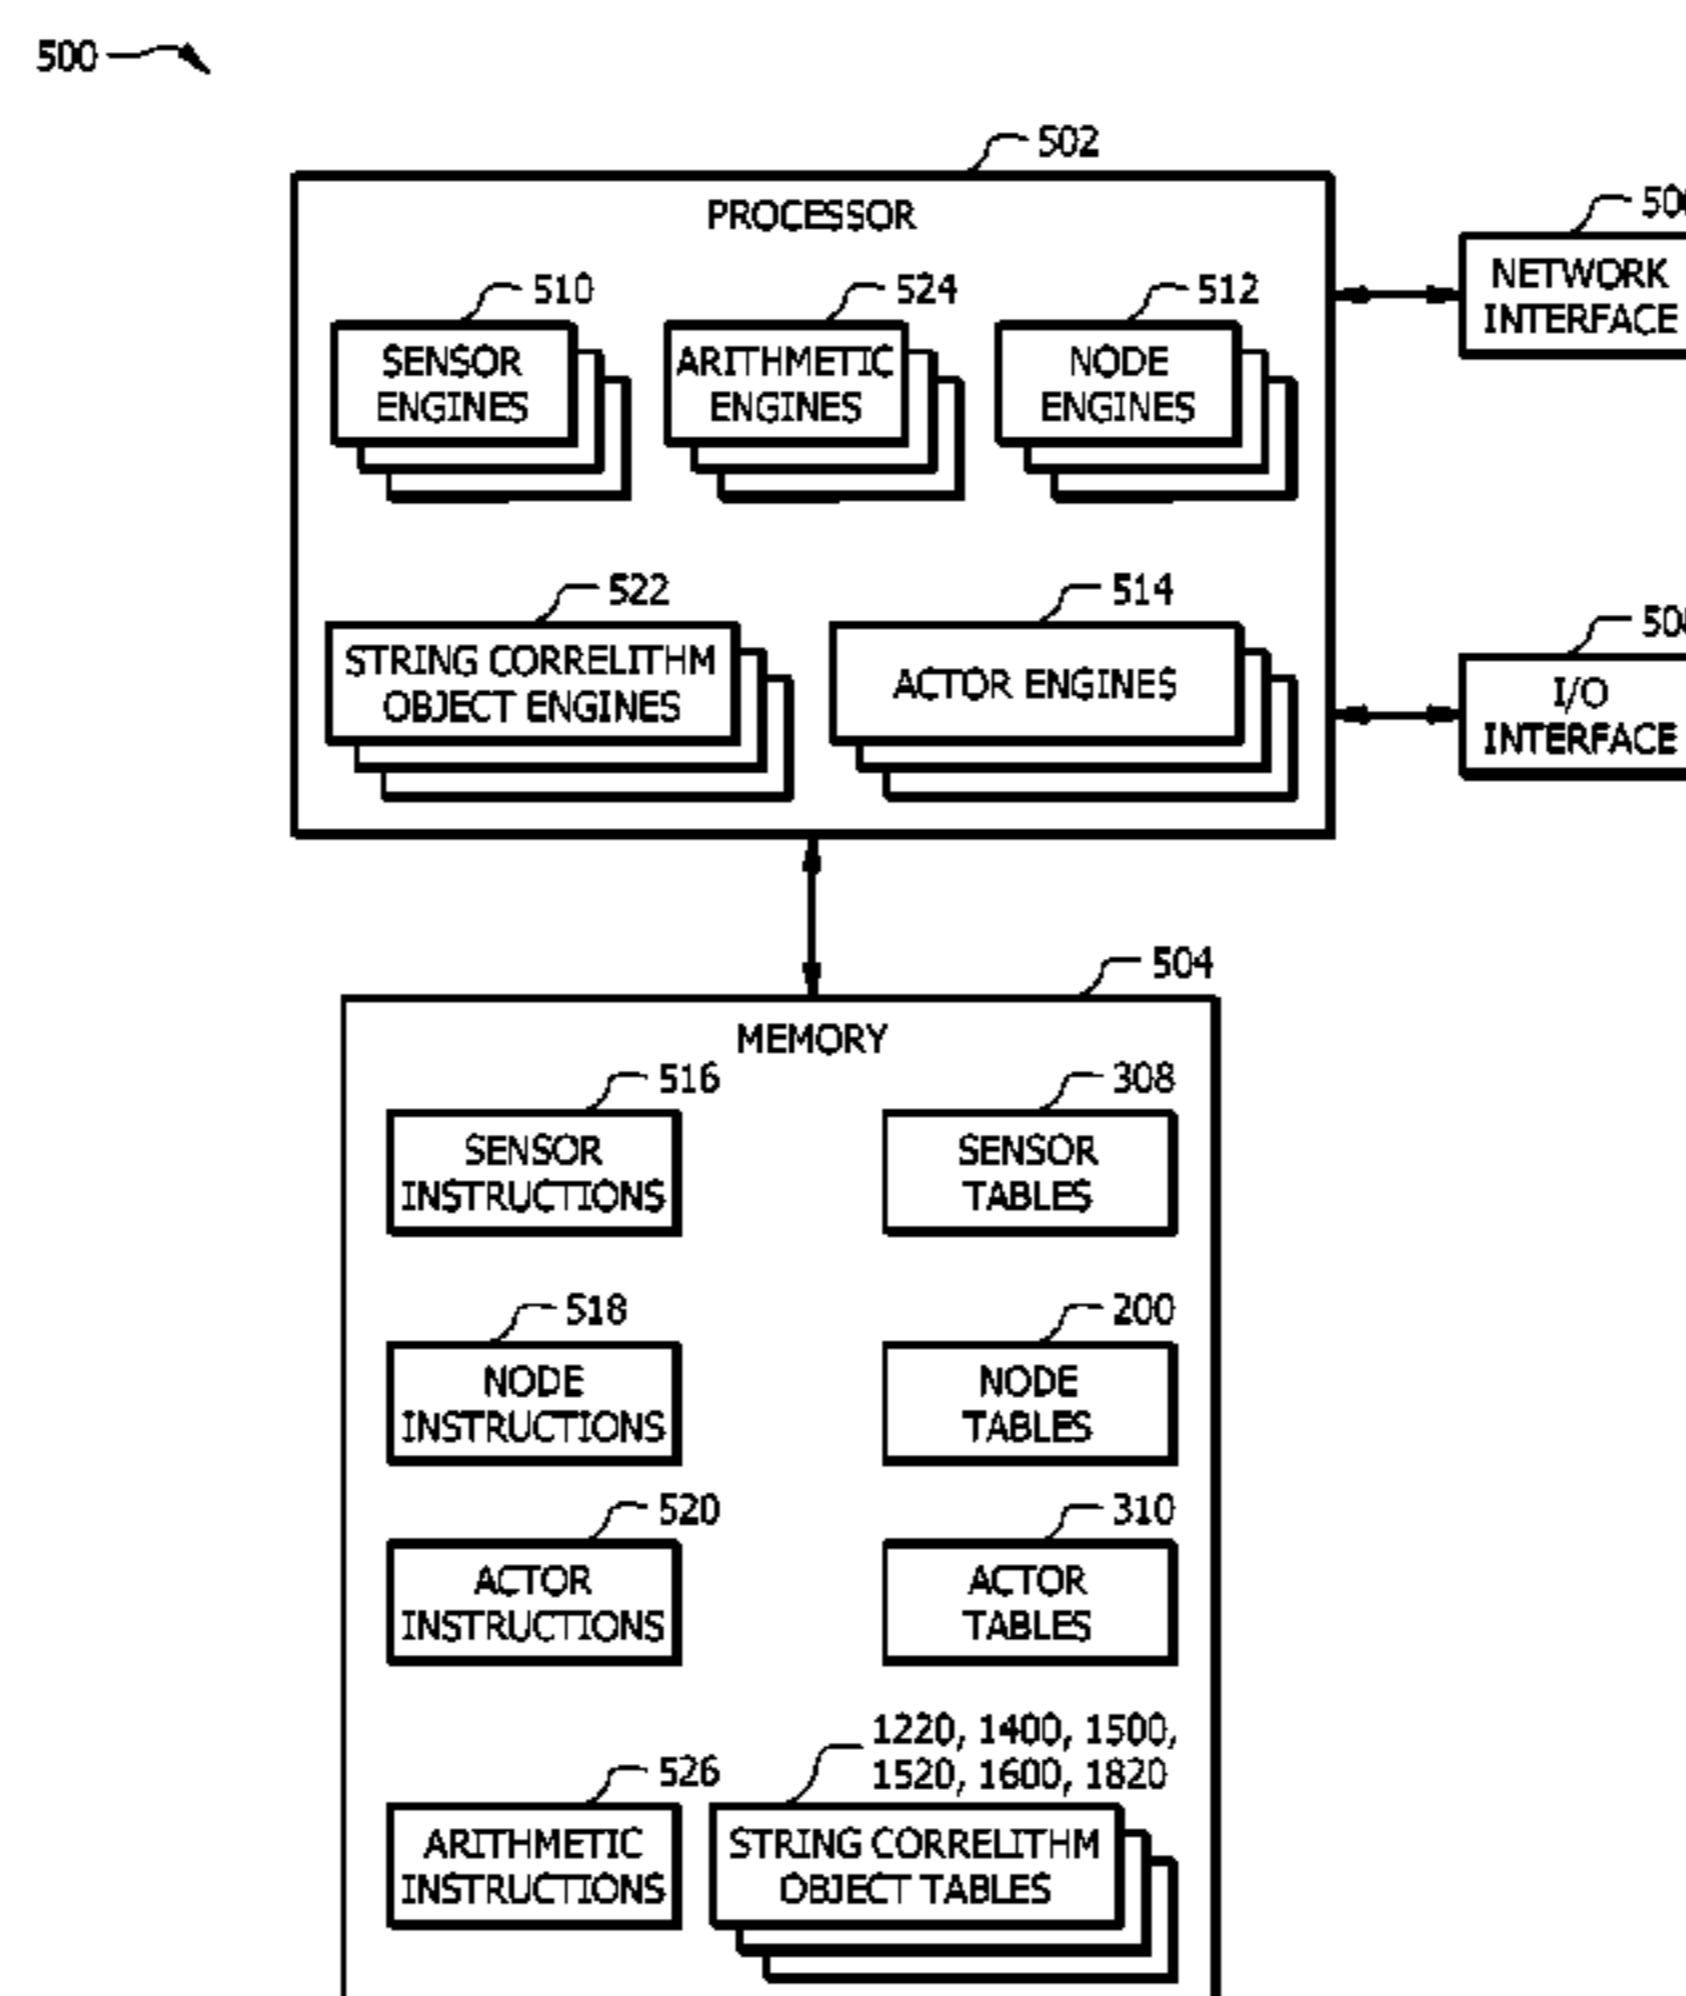 500
502
PROCESSOR
510
524
512
SENSOR
ENGINES
ARITHMETIC
ENGINES
NODE
ENGINES
NETWORK
INTERFACE
522
514
STRING CORRELITHM
OBJECT ENGINES
ACTOR ENGINES
I/O
INTERFACE
504
MEMORY
516
308
SENSOR
INSTRUCTIONS
SENSOR
TABLES
518
200
NODE
INSTRUCTIONS
NODE
TABLES
520
310
ACTOR
INSTRUCTIONS
ACTOR
TABLES
526
1220, 1400, 1500,
1520, 1600, 1820
ARITHMETIC
INSTRUCTIONS
STRING CORRELITHM
OBJECT TABLES